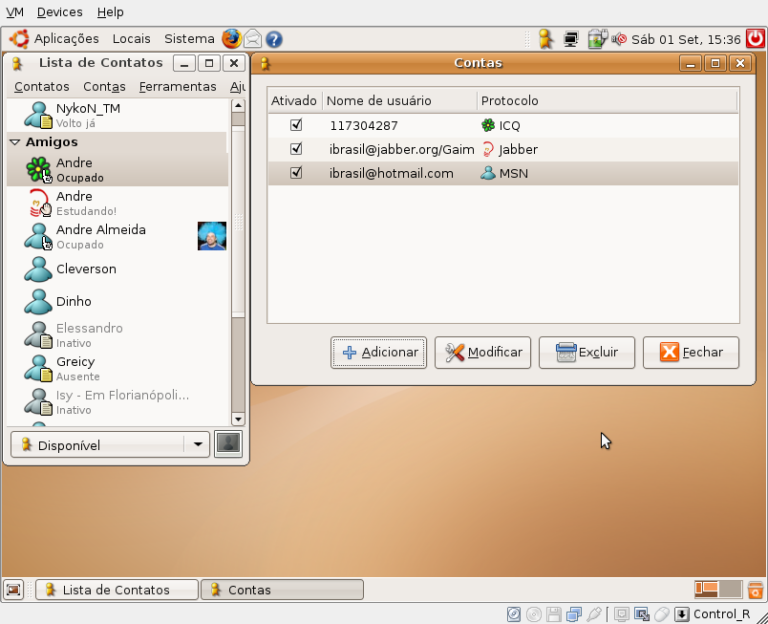 VM Devices Help
Aplicações Locais Sistema Sáb 01 Set, 15:36
Lista de Contatos
Contatos Contas Ferramentas Aju
NykoN_TM
Volto já
Amigos
Andre
Ocupado
Andre
Estudando!
Andre Almeida
Ocupado
Cleverson
Dinho
Elessandro
Inativo
Greicy
Ausente
Isy - Em Florianópoli...
Inativo
Disponível
Contas
Ativado Nome de usuário Protocolo
117304287 ICQ
ibrasil@jabber.org/Gaim Jabber
ibrasil@hotmail.com MSN
Adicionar Modificar Excluir Fechar
Lista de Contatos Contas
Control_R